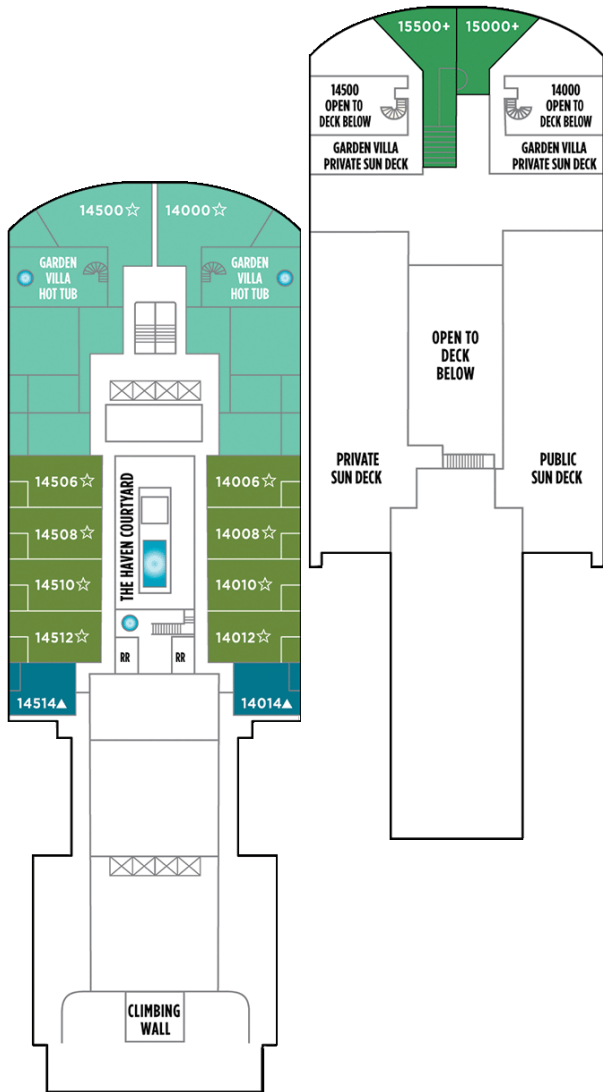 15500+
15000+
14500
OPEN TO
DECK BELOW
14000
OPEN TO
DECK BELOW
GARDEN VILLA
PRIVATE SUN DECK
GARDEN VILLA
PRIVATE SUN DECK
OPEN TO
DECK
BELOW
PRIVATE
SUN DECK
PUBLIC
SUN DECK
14500☆
14000☆
GARDEN
VILLA
HOT TUB
GARDEN
VILLA
HOT TUB
THE HAVEN COURTYARD
14506☆
14006☆
14508☆
14008☆
14510☆
14010☆
14512☆
14012☆
RR
RR
14514▲
14014▲
CLIMBING
WALL